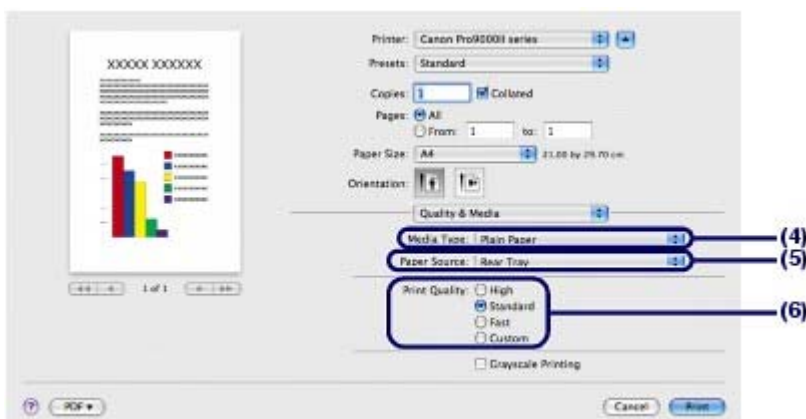 Printer: Canon Pro9000II series
Presets: Standard
Copies: 1 Collated
Pages: All
From: 1 to: 1
Paper Size: A4 21.00 by 29.70 cm
Orientation:
Quality & Media
Media Type: Plain Paper
(4)
Paper Source: Rear Tray
(5)
Print Quality: High
Standard
Fast
Custom
(6)
Grayscale Printing
XXXXX XXXXXX
1 of 1
? PDF Cancel Print